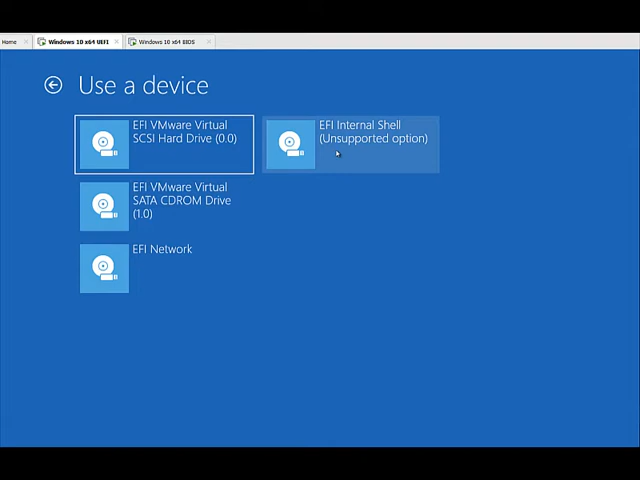 Home
Windows 10 x64 UEFI
Windows 10 x64 BIOS
Use a device
EFI VMware Virtual
SCSI Hard Drive (0.0)
EFI Internal Shell
(Unsupported option)
EFI VMware Virtual
SATA CDROM Drive
(1.0)
EFI Network